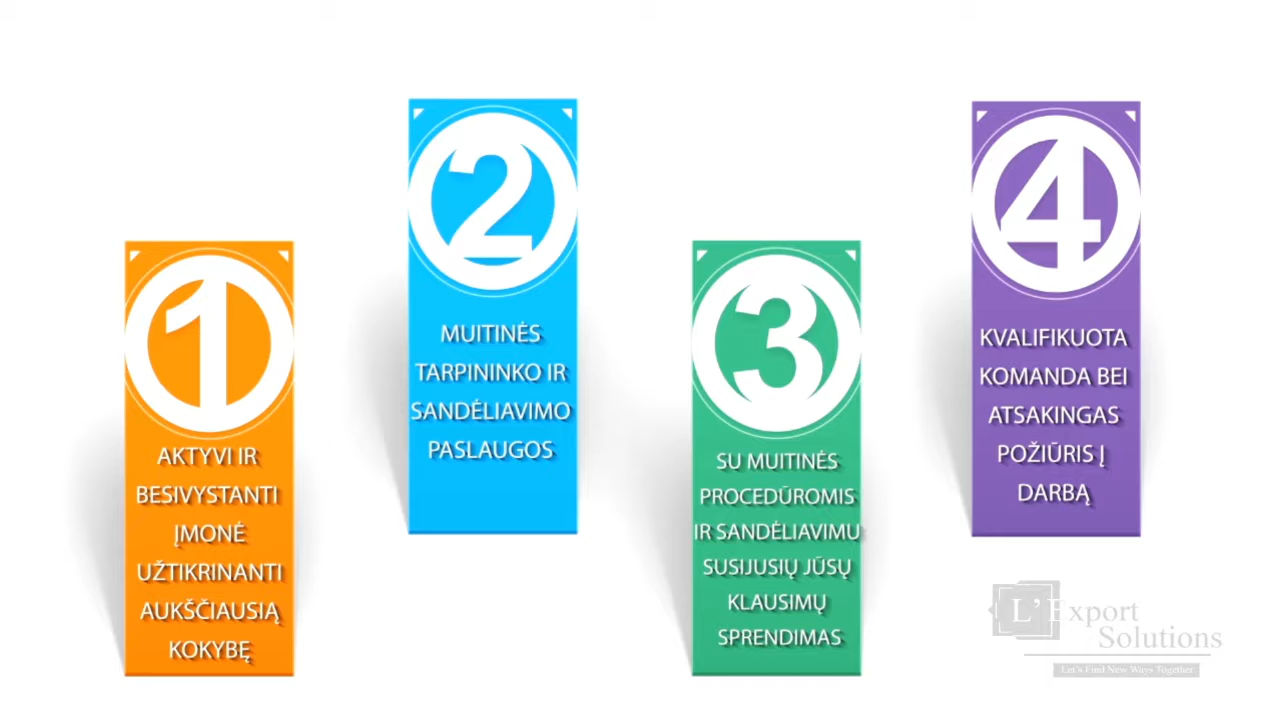 1
AKTYVI IR
BESIVYSTANTI
ĮMONĖ
UŽTIKRINANTI
AUKŠČIAUSIĄ
KOKYBĘ
2
MUITINĖS
TARPININKO IR
SANDĖLIAVIMO
PASLAUGOS
3
SU MUITINĖS
PROCEDŪROMIS
IR SANDĖLIAVIMU
SUSIJUSIŲ JŪSŲ
KLAUSIMŲ
SPRENDIMAS
4
KVALIFIKUOTA
KOMANDA BEI
ATSAKINGAS
POŽIŪRIS Į
DARBĄ
L'Export
Solutions
Let's Find New Ways Together